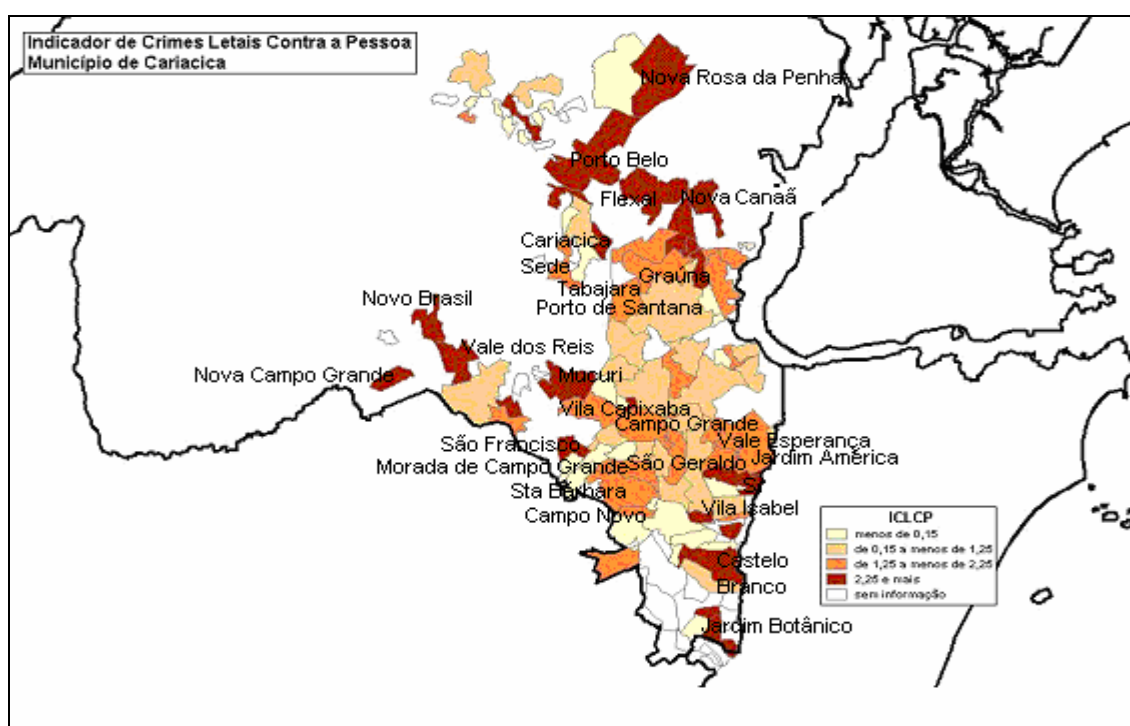 Indicador de Crimes Letais Contra a Pessoa
Município de Cariacica
Nova Rosa da Penha
Porto Belo
Flexal
Nova Canaã
Cariacica
Sede
Graúna
Tabajara
Porto de Santana
Novo Brasil
Vale dos Reis
Nova Campo Grande
Mucuri
Vila Capixaba
Campo Grande
Vale Esperança
São Francisco
Jardim América
Morada de Campo Grande
São Geraldo
Sta Bárbara
Vila Isabel
Campo Novo
ICLCP
menos de 0,15
de 0,15 a menos de 1,25
de 1,25 a menos de 2,25
2,25 e mais
sem informação
Castelo
Branco
Jardim Botânico